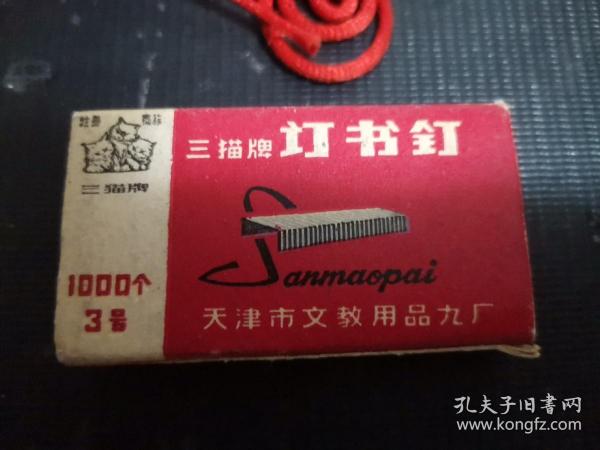 注册 商标
三猫牌
1000个
3号
三猫牌 订书钉
Sanmaopai
天津市文教用品九厂
孔夫子旧书网
www.kongfz.com